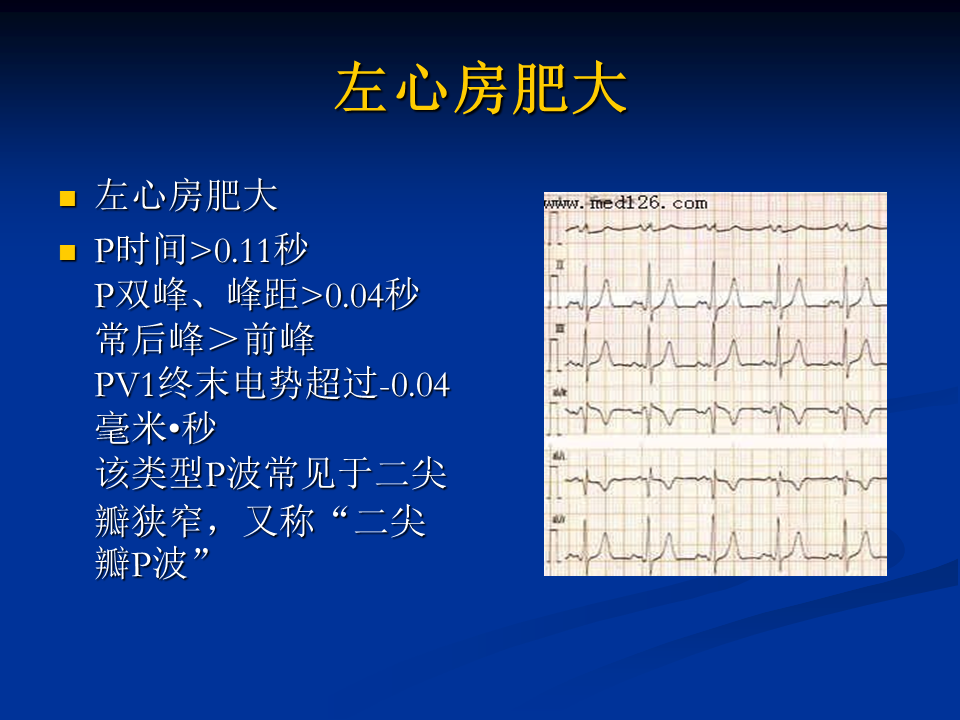 左心房肥大
左心房肥大
P时间>0.11秒
P双峰、峰距>0.04秒
常后峰＞前峰
PV1终末电势超过-0.04
毫米•秒
该类型P波常见于二尖
瓣狭窄，又称“二尖
瓣P波”
www.med126.com
II
III
aVR
aVL
aVF